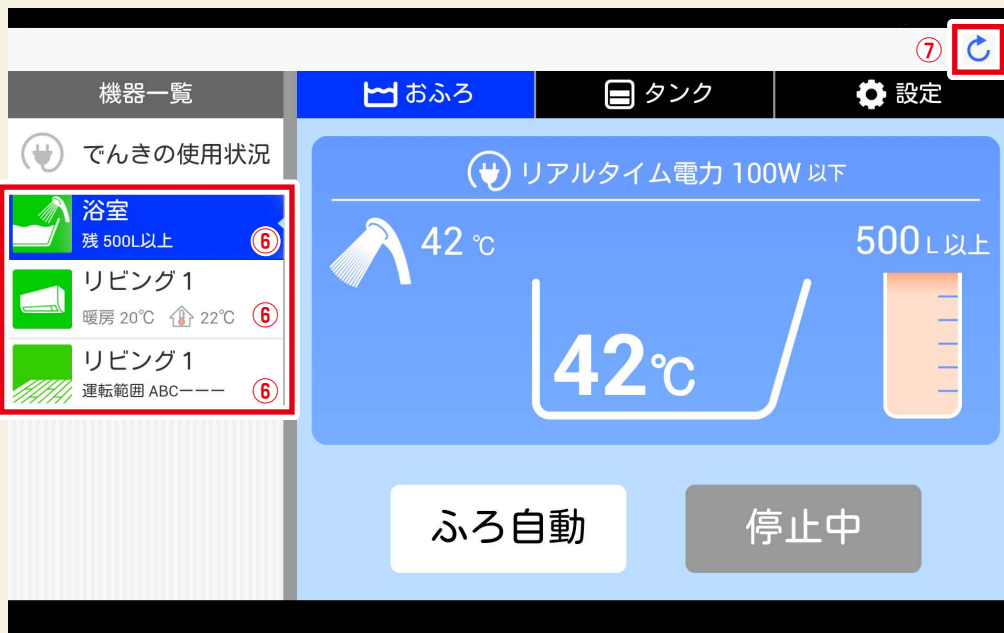 ⑦
機器一覧
おふろ
タンク
設定
でんきの使用状況
浴室
残 500L以上
⑥
リビング 1
暖房 20℃ 22℃
⑥
リビング 1
運転範囲 ABCーーー
⑥
リアルタイム電力 100W 以下
42 ℃
500 L 以上
42℃
ふろ自動
停止中